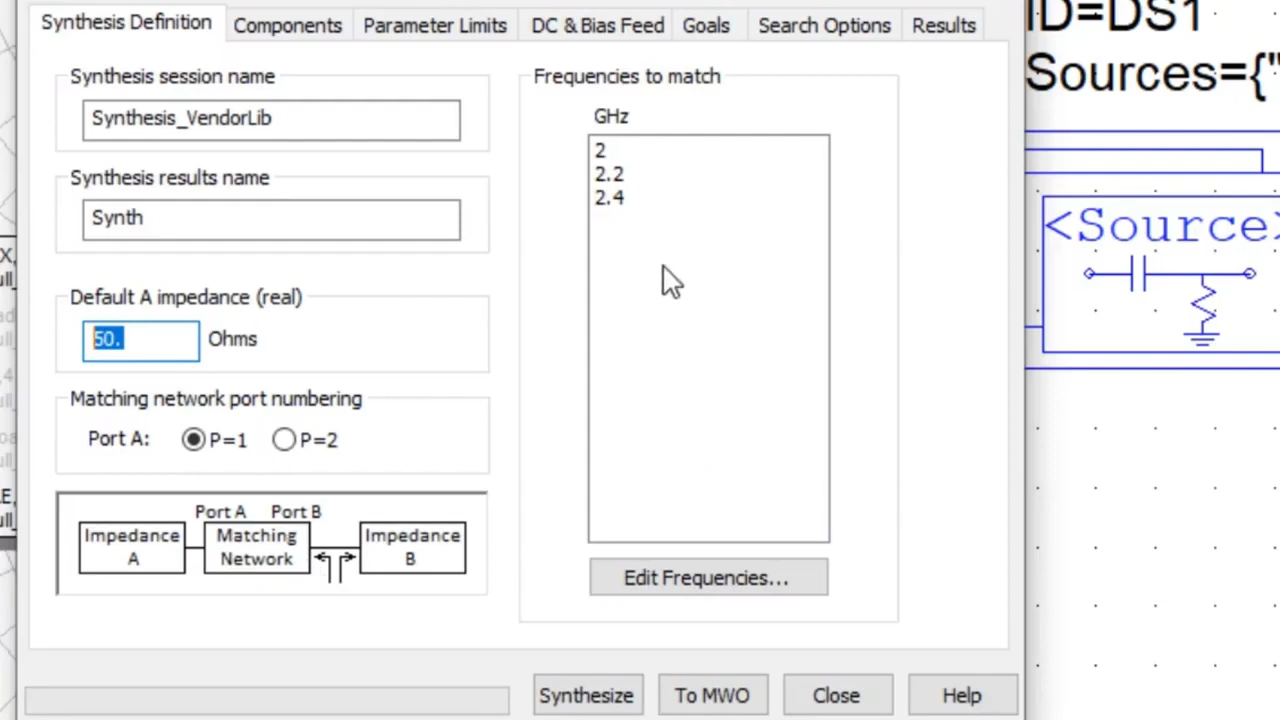 Synthesis Definition
Components
Parameter Limits
DC & Bias Feed
Goals
Search Options
Results
Synthesis session name
Synthesis_VendorLib
Synthesis results name
Synth
Default A impedance (real)
50.
Ohms
Matching network port numbering
Port A:
P=1
P=2
Port A
Port B
Impedance
A
Matching
Network
Impedance
B
Frequencies to match
GHz
2
2.2
2.4
Edit Frequencies...
Synthesize
To MWO
Close
Help
ID=DS1
Sources={"
<Source>